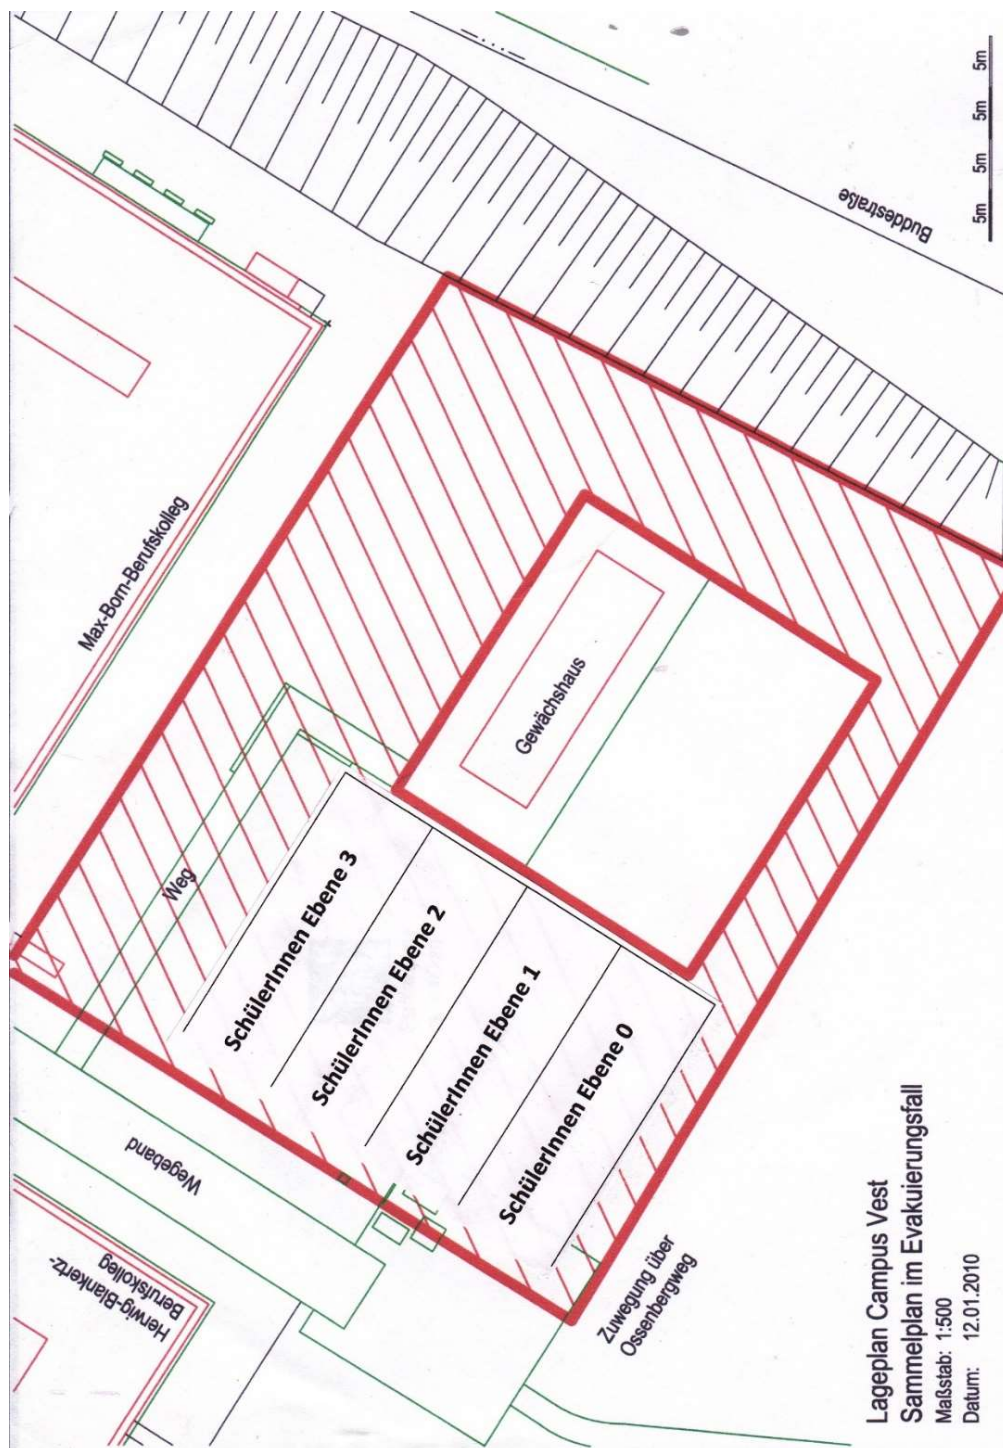 Buddestraße
5m 5m 5m 5m
Max-Born-Berufskolleg
Gewächshaus
Weg
SchülerInnen Ebene 3
SchülerInnen Ebene 2
SchülerInnen Ebene 1
SchülerInnen Ebene 0
Wegeband
Herwig-Blankertz-
Berufskolleg
Zuwegung über
Ossenbergweg
Lageplan Campus Vest
Sammelplan im Evakuierungsfall
Maßstab: 1:500
Datum: 12.01.2010